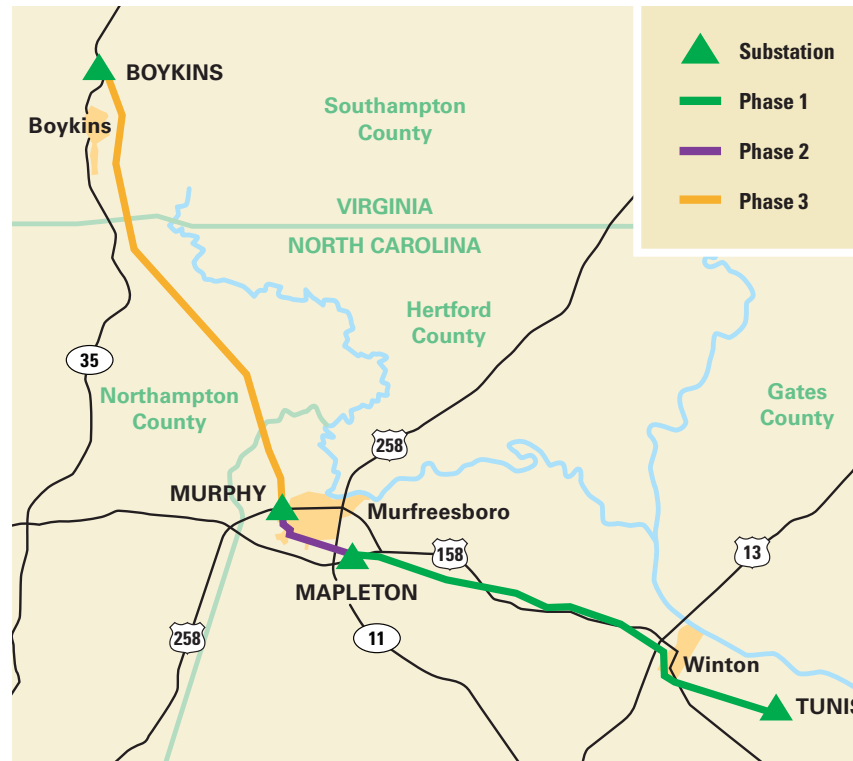 BOYKINS
Boykins
Southampton
County
Substation
Phase 1
Phase 2
Phase 3
VIRGINIA
NORTH CAROLINA
Hertford
County
35
Northampton
County
Gates
County
258
MURPHY
Murfreesboro
158
13
MAPLETON
258
11
Winton
TUNIS